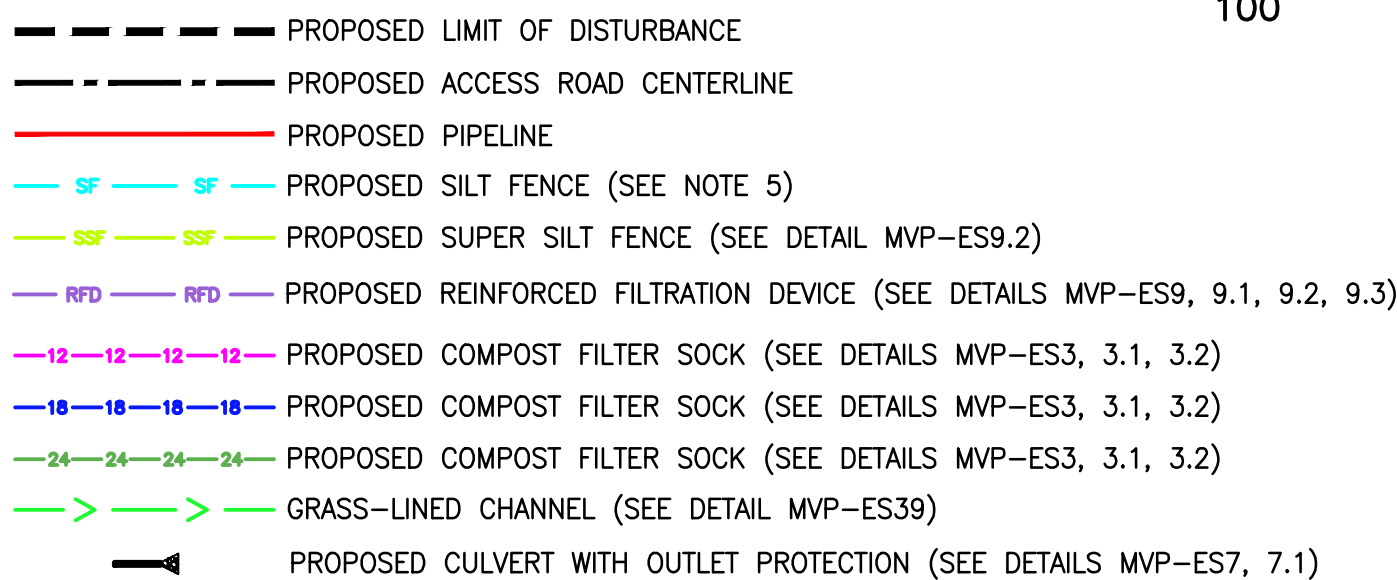 100
PROPOSED LIMIT OF DISTURBANCE
PROPOSED ACCESS ROAD CENTERLINE
PROPOSED PIPELINE
SF SF PROPOSED SILT FENCE (SEE NOTE 5)
SSF SSF PROPOSED SUPER SILT FENCE (SEE DETAIL MVP-ES9.2)
RFD RFD PROPOSED REINFORCED FILTRATION DEVICE (SEE DETAILS MVP-ES9, 9.1, 9.2, 9.3)
12 12 12 12 PROPOSED COMPOST FILTER SOCK (SEE DETAILS MVP-ES3, 3.1, 3.2)
18 18 18 18 PROPOSED COMPOST FILTER SOCK (SEE DETAILS MVP-ES3, 3.1, 3.2)
24 24 24 24 PROPOSED COMPOST FILTER SOCK (SEE DETAILS MVP-ES3, 3.1, 3.2)
GRASS-LINED CHANNEL (SEE DETAIL MVP-ES39)
PROPOSED CULVERT WITH OUTLET PROTECTION (SEE DETAILS MVP-ES7, 7.1)